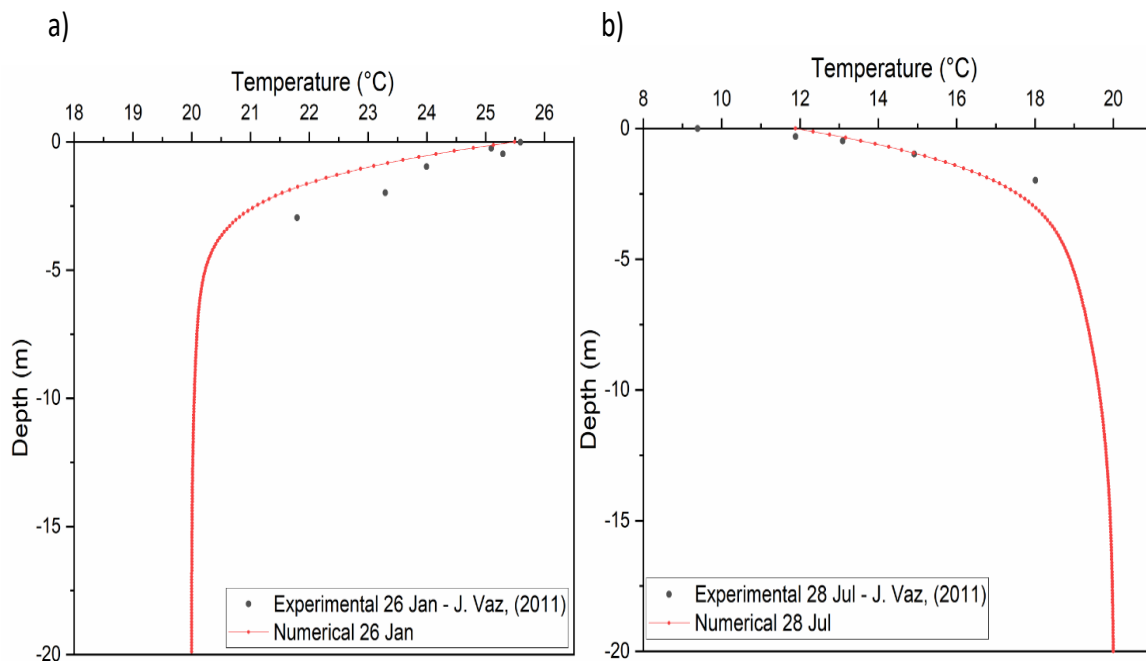 a)
Temperature (°C)
18 19 20 21 22 23 24 25 26
0
-5
-10
-15
-20
Depth (m)
Experimental 26 Jan - J. Vaz, (2011)
Numerical 26 Jan
b)
Temperature (°C)
8 10 12 14 16 18 20
0
-5
-10
-15
-20
Depth (m)
Experimental 28 Jul - J. Vaz, (2011)
Numerical 28 Jul